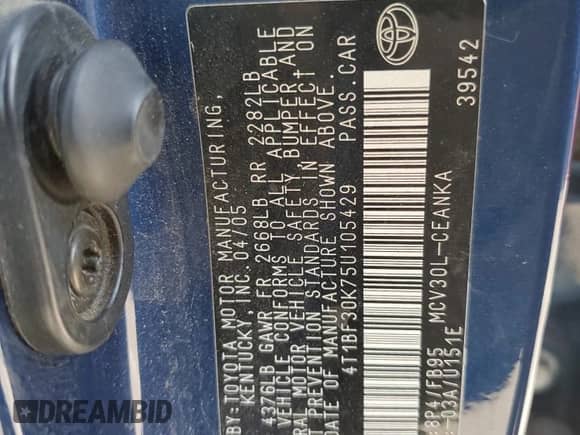 BY: TOYOTA MOTOR MANUFACTURING,
KENTUCKY, INC. 04/05
4376LB GAWR FR 2668LB RR 2282LB
VEHICLE CONFORMS TO ALL APPLICABLE
MOTOR VEHICLE SAFETY, BUMPER AND
PREVENTION STANDARDS IN EFFECT ON
DATE OF MANUFACTURE SHOWN ABOVE.
4T1BF30K75U105429 PASS.CAR
8P4/FB95 MCV30L-CEANKA
-03A/U151E
39542
DREAMBID